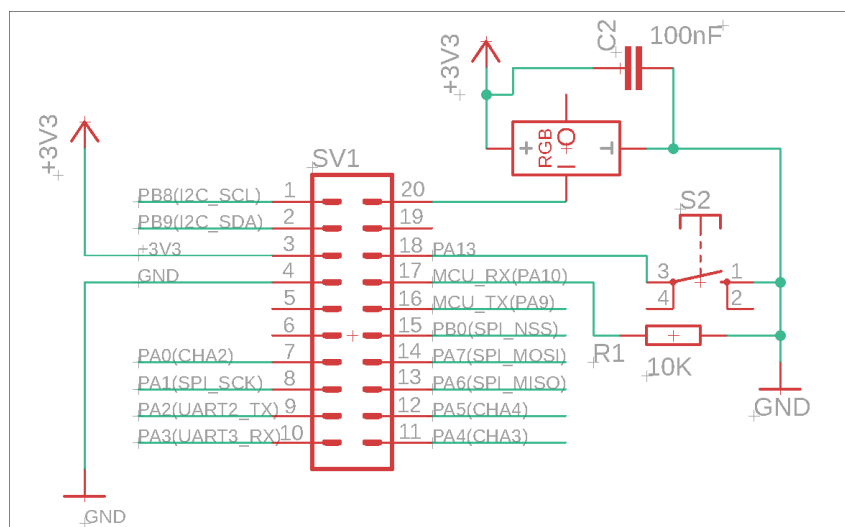 C2
100nF
+3V3
+
RGB
I O
⊥
+3V3
SV1
PB8(I2C_SCL) 1
20
PB9(I2C_SDA) 2
19
S2
+3V3 3
18 PA13
GND 4
17 MCU_RX(PA10)
3
1
5
16 MCU_TX(PA9)
4
2
6
15 PB0(SPI_NSS)
PA0(CHA2) 7
14 PA7(SPI_MOSI)
R1
10K
PA1(SPI_SCK) 8
13 PA6(SPI_MISO)
PA2(UART2_TX) 9
12 PA5(CHA4)
GND
PA3(UART3_RX) 10
11 PA4(CHA3)
GND